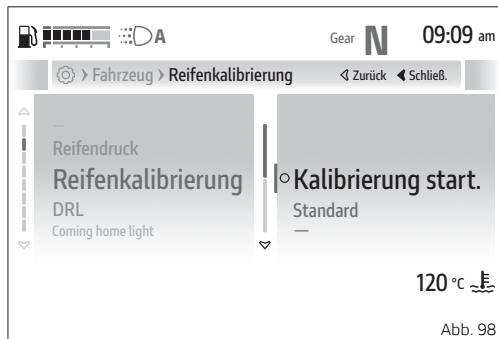 A Gear N 09:09 am
Fahrzeug Reifenkalibrierung Zurück Schließ.
—
Reifendruck
Reifenkalibrierung
DRL
Coming home light
Kalibrierung start.
Standard
—
120 °C
Abb. 98